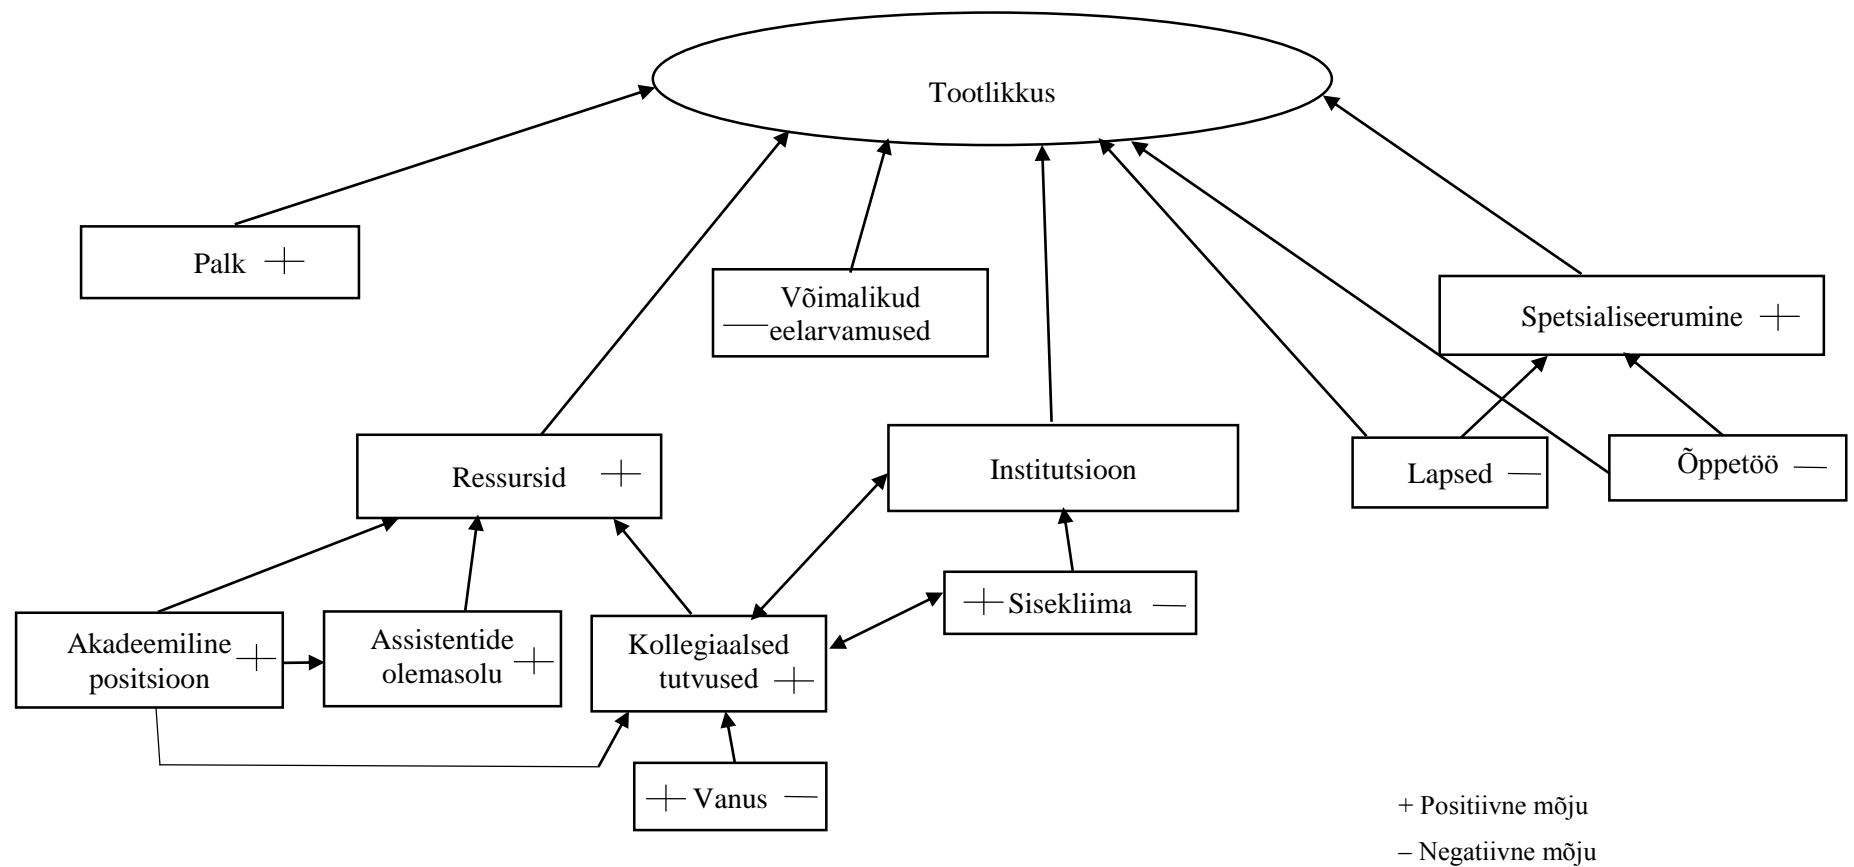 Tootlikkus
Palk +
Võimalikud
– eelarvamused
Spetsialiseerumine +
Ressursid +
Institutsioon
Lapsed –
Õppetöö –
+ Sisekliima –
Akadeemiline +
positsioon
Assistentide
olemasolu +
Kollegiaalsed
tutvused +
+ Vanus –
+ Positiivne mõju
– Negatiivne mõju